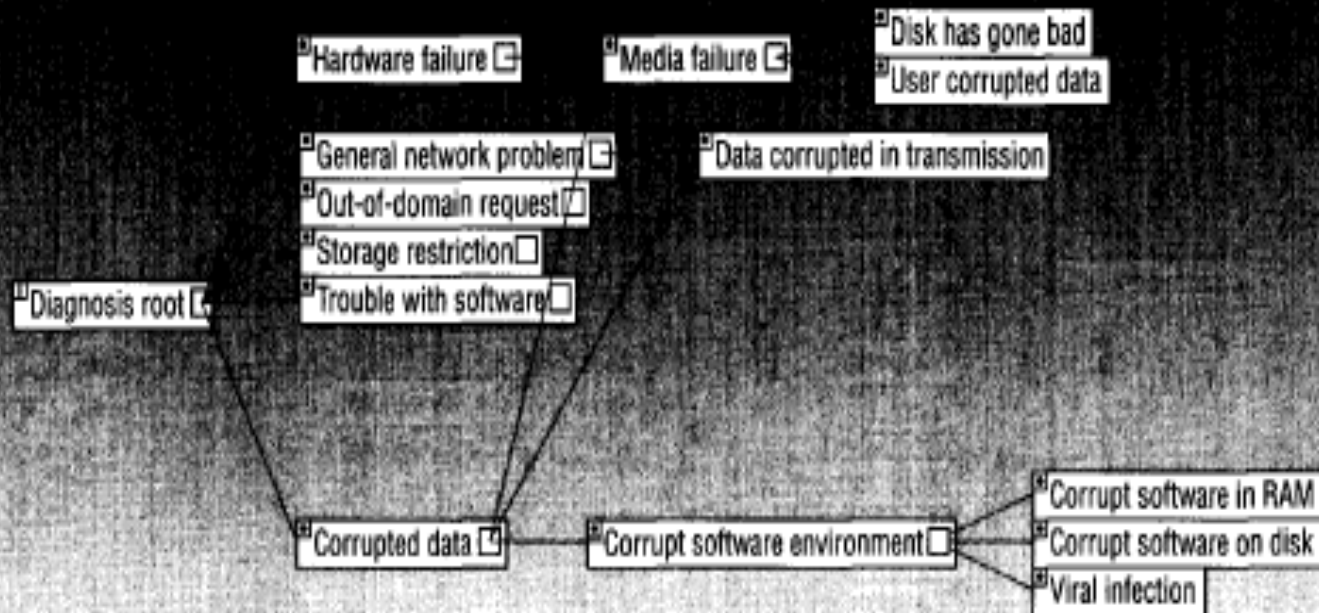 Disk has gone bad
Hardware failure
Media failure
User corrupted data
General network problem
Data corrupted in transmission
Out-of-domain request
Storage restriction
Diagnosis root
Trouble with software
Corrupt software in RAM
Corrupted data
Corrupt software environment
Corrupt software on disk
Viral infection